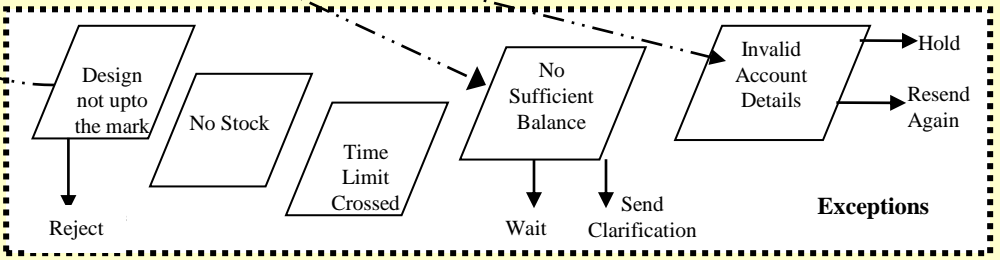 Design
not upto
the mark
Reject
No Stock
Time
Limit
Crossed
No
Sufficient
Balance
Wait
Send
Clarification
Invalid
Account
Details
Hold
Resend
Again
Exceptions